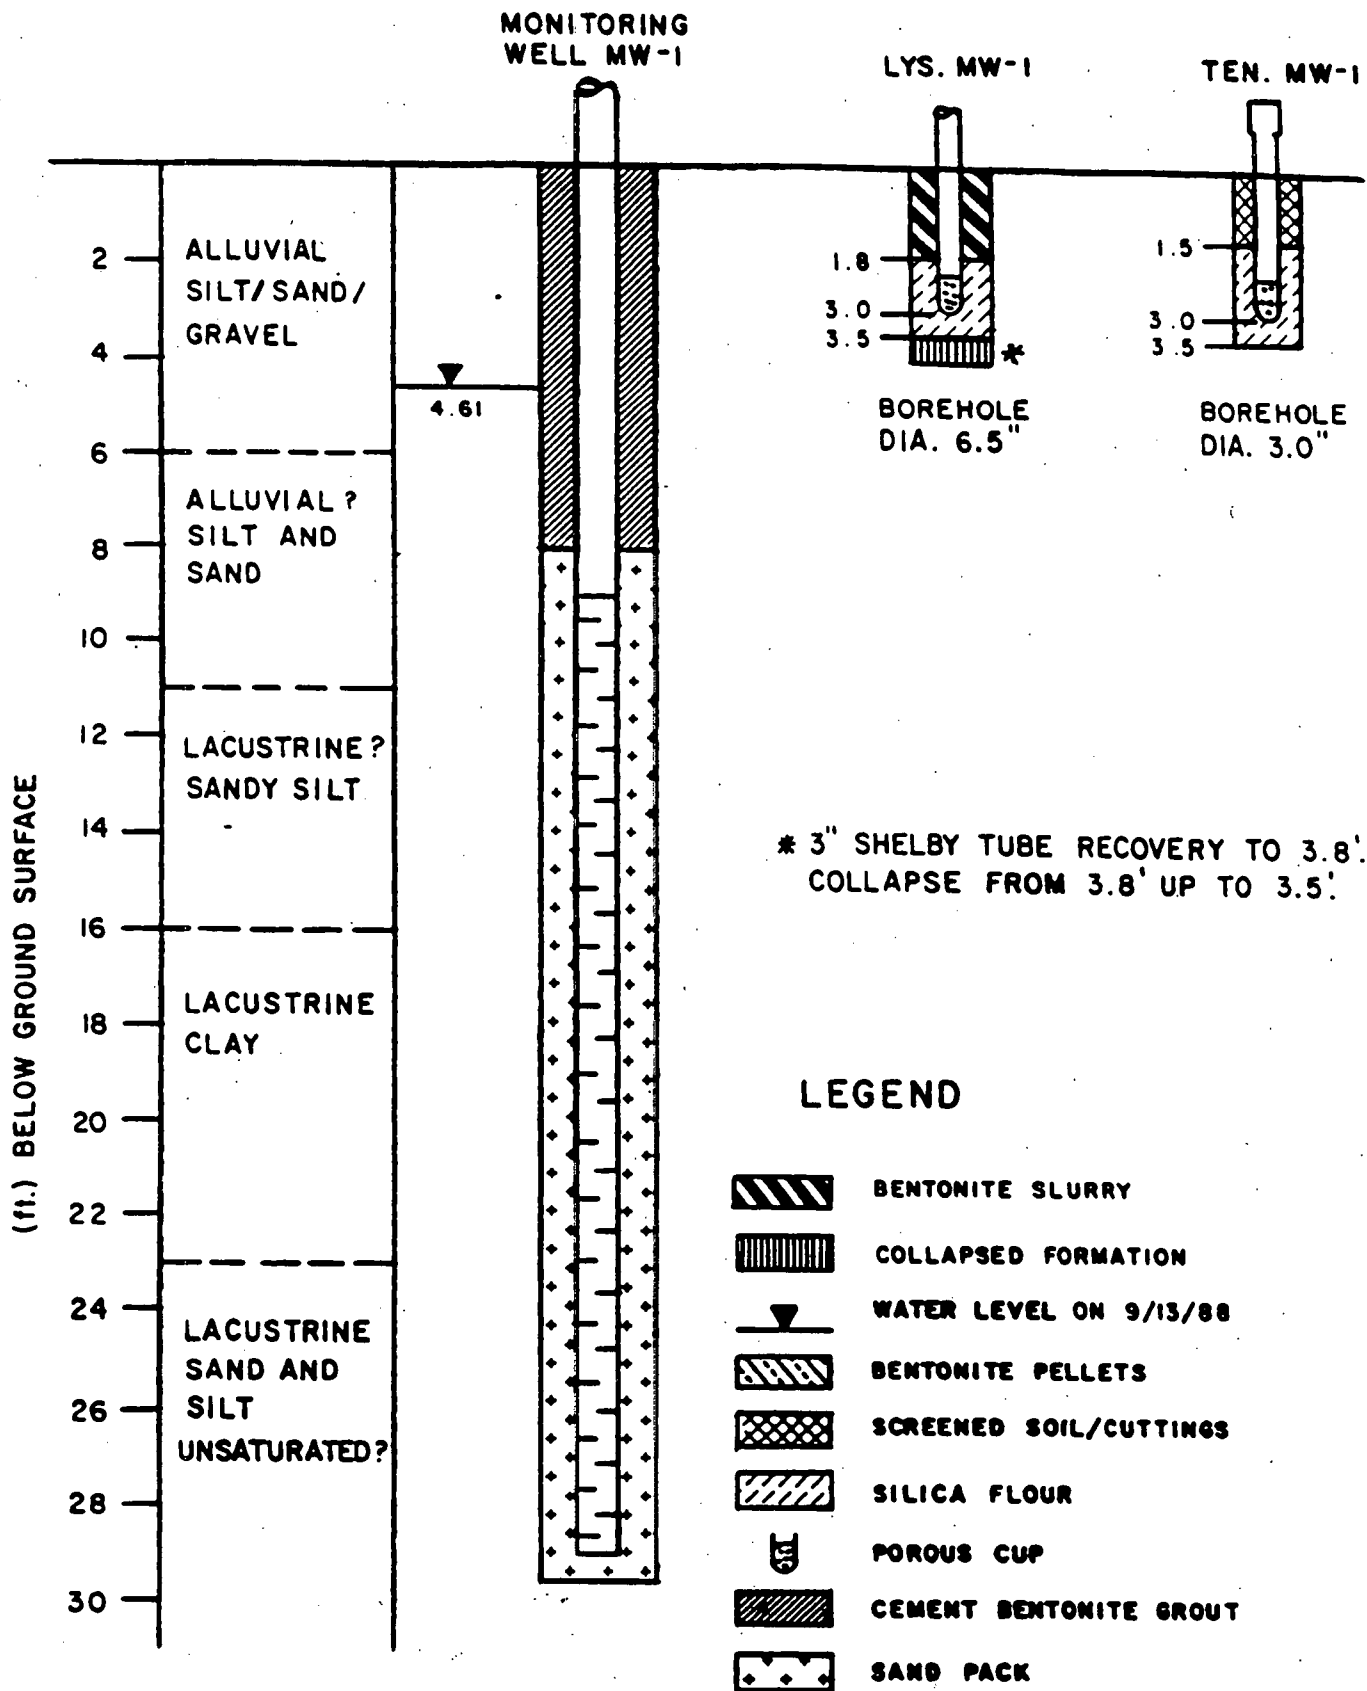 MONITORING
WELL MW-1
LYS. MW-1
TEN. MW-1
(ft.) BELOW GROUND SURFACE
2
4
6
8
10
12
14
16
18
20
22
24
26
28
30
ALLUVIAL
SILT/SAND/
GRAVEL
ALLUVIAL?
SILT AND
SAND
LACUSTRINE?
SANDY SILT
LACUSTRINE
CLAY
LACUSTRINE
SAND AND
SILT
UNSATURATED?
4.61
1.8
3.0
3.5
*
BOREHOLE
DIA. 6.5"
1.5
3.0
3.5
BOREHOLE
DIA. 3.0"
* 3" SHELBY TUBE RECOVERY TO 3.8'.
COLLAPSE FROM 3.8' UP TO 3.5'.
LEGEND
BENTONITE SLURRY
COLLAPSED FORMATION
WATER LEVEL ON 9/13/88
BENTONITE PELLETS
SCREENED SOIL/CUTTINGS
SILICA FLOUR
POROUS CUP
CEMENT BENTONITE GROUT
SAND PACK